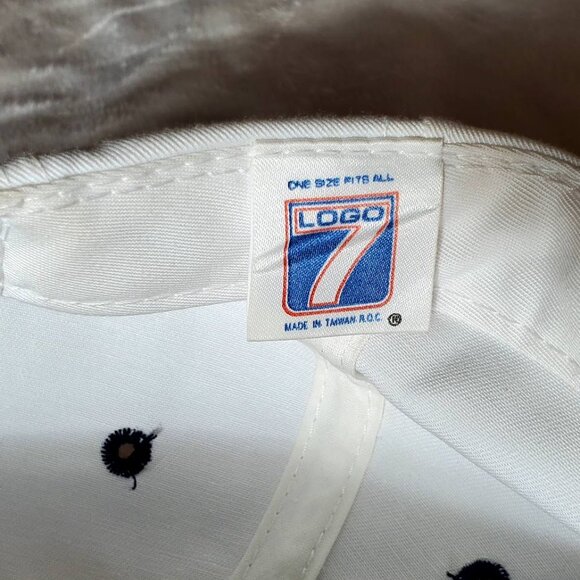 ONE SIZE FITS ALL
LOGO
7
MADE IN TAIWAN R.O.C. ®